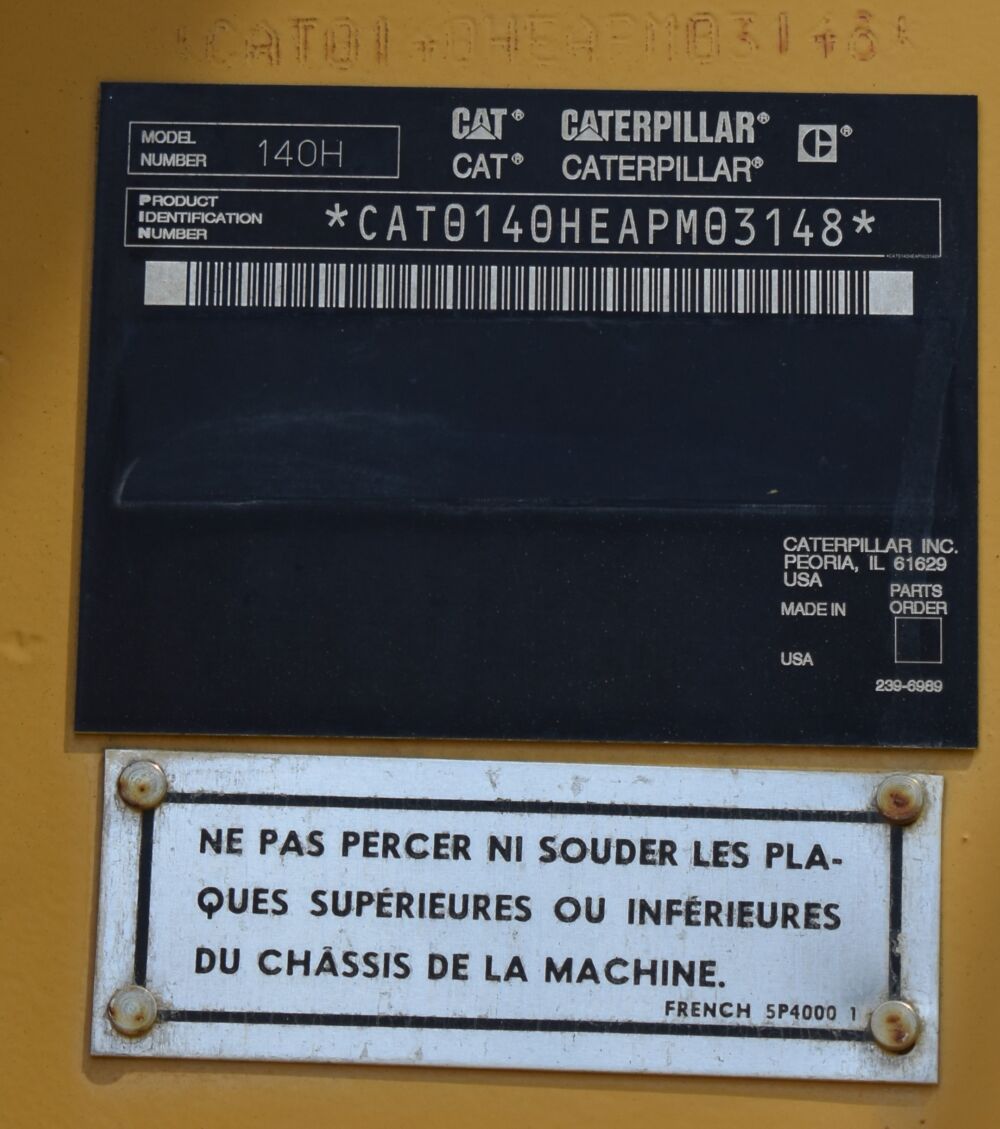 *CAT0140HEAPM03148*
MODEL
NUMBER 140H
CAT® CATERPILLAR® ®
CAT® CATERPILLAR®
PRODUCT
IDENTIFICATION
NUMBER
*CAT0140HEAPM03148*
*CAT0140HEAPM03148*
CATERPILLAR INC.
PEORIA, IL 61629
USA
MADE IN
PARTS
ORDER
USA
239-6989
NE PAS PERCER NI SOUDER LES PLA-
QUES SUPÉRIEURES OU INFÉRIEURES
DU CHÂSSIS DE LA MACHINE.
FRENCH 5P4000 1